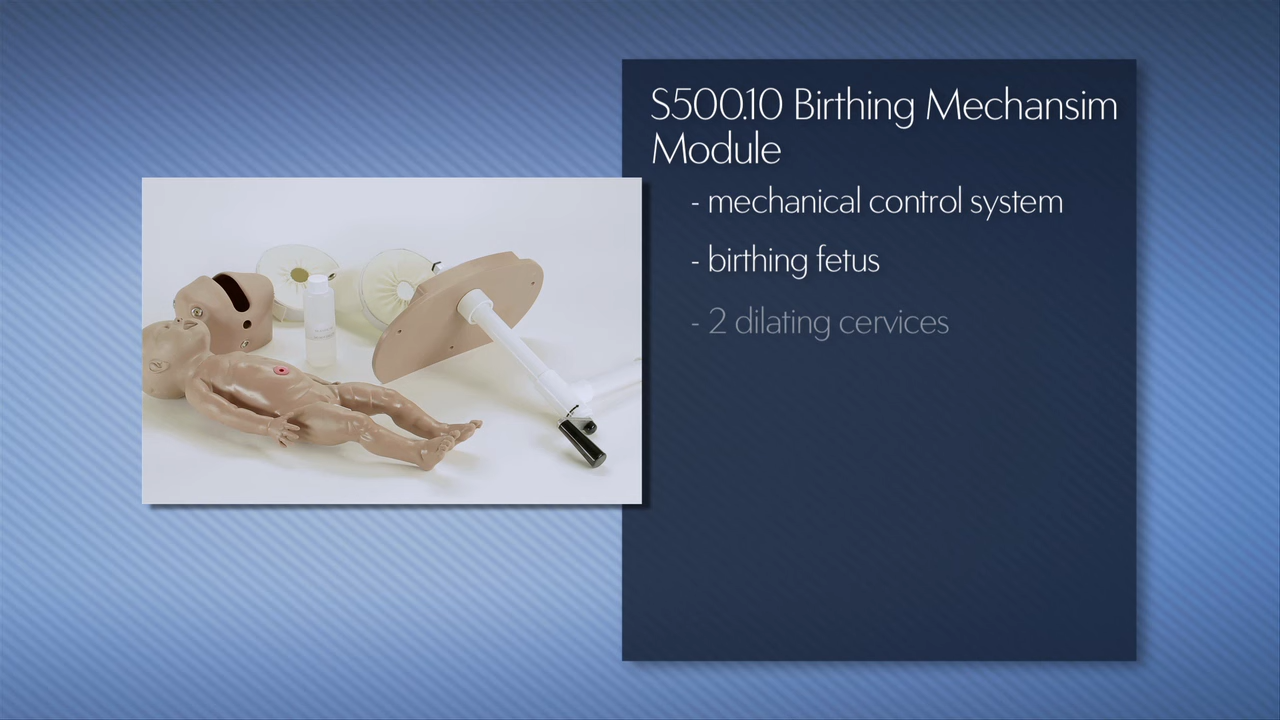 S500.10 Birthing Mechansim
Module
- mechanical control system
- birthing fetus
- 2 dilating cervices